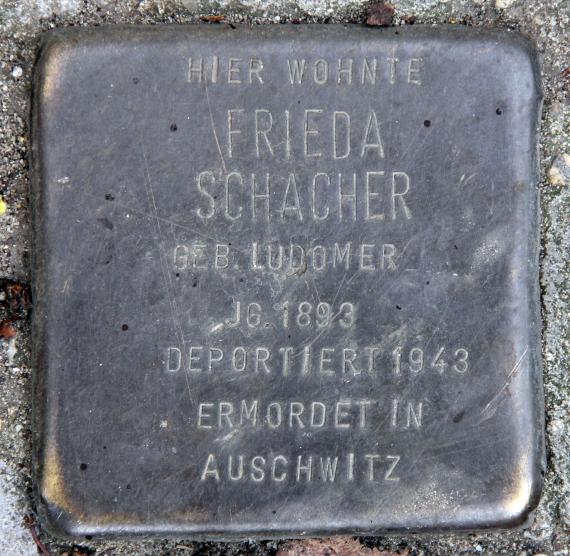 HIER WOHNTE
FRIEDA
SCHACHER
GEB. LUDOMER
JG. 1893
DEPORTIERT 1943
ERMORDET IN
AUSCHWITZ